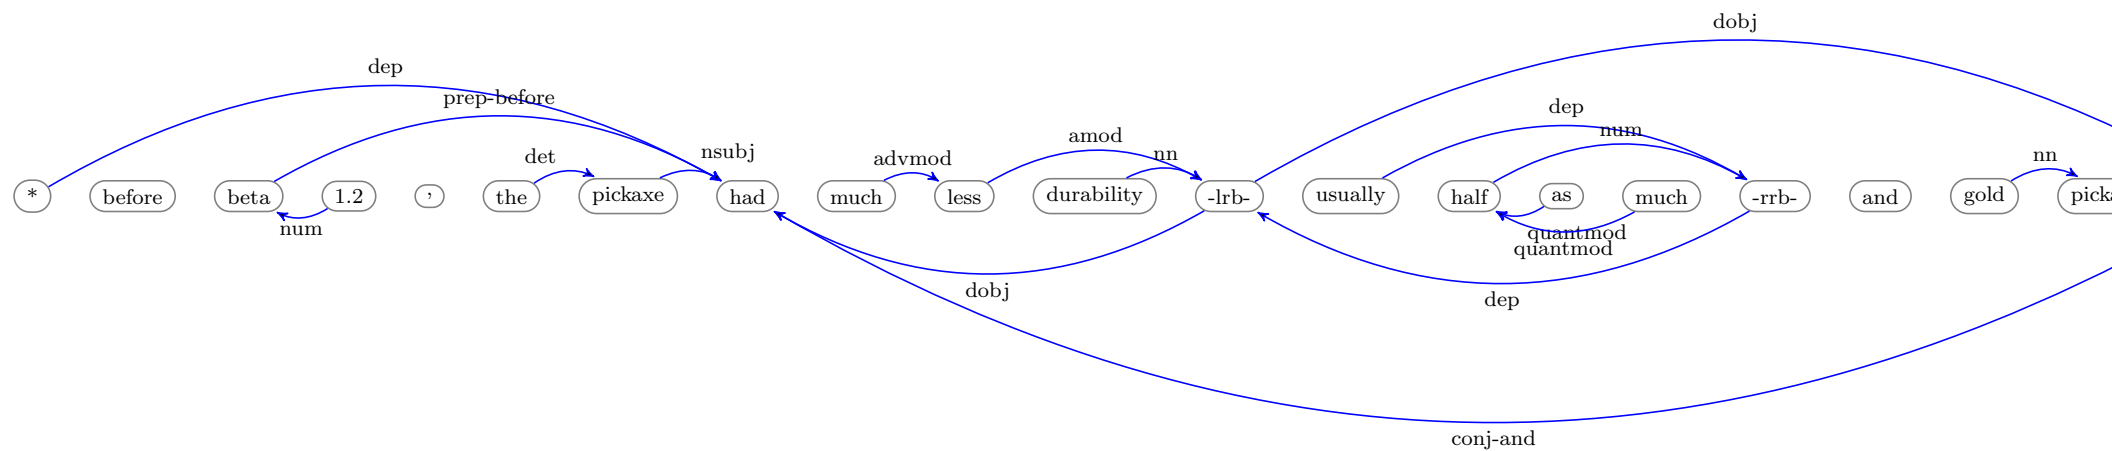 dobj
dep
prep-before
dep
num
amod
nsubj
det
advmod
nn
nn
* before beta 1.2 , the pickaxe had much less durability -lrb- usually half as much -rrb- and gold
num
quantmod
quantmod
dobj
dep
conj-and